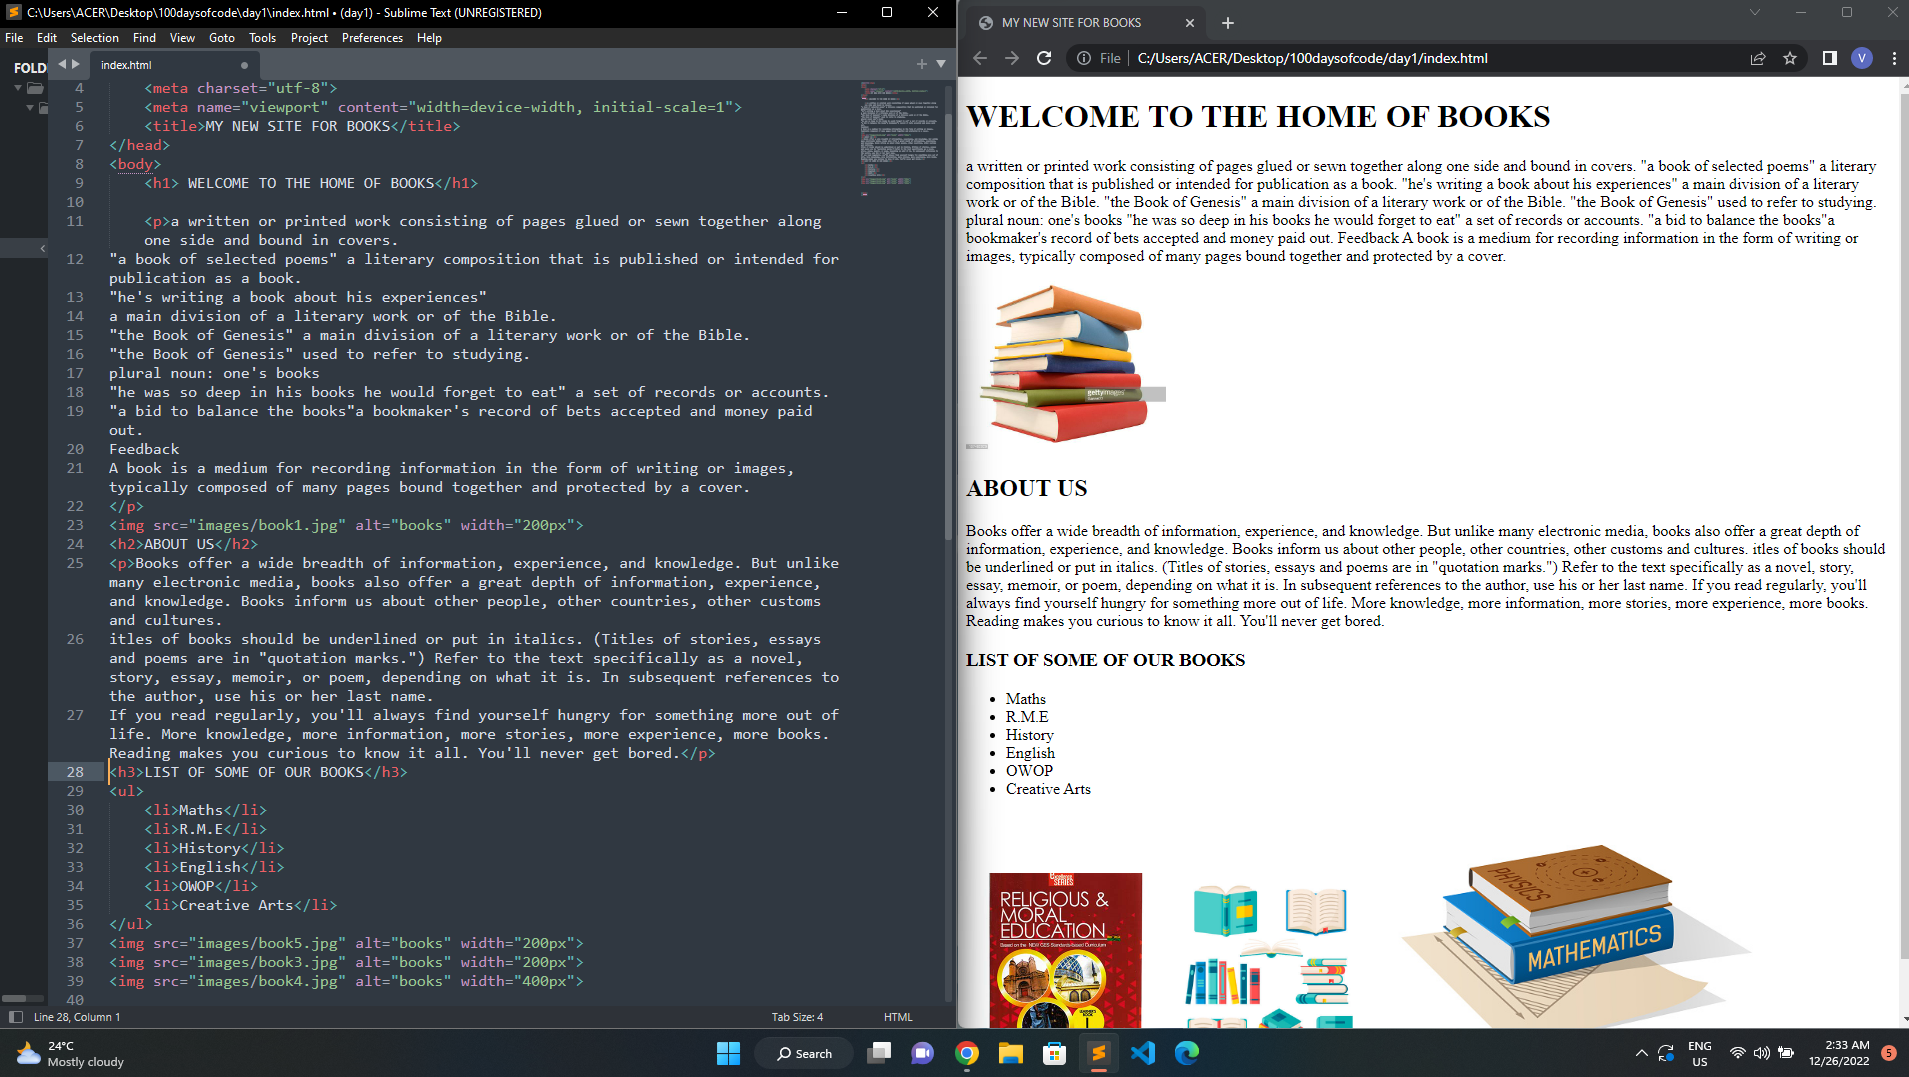 C:\Users\ACER\Desktop\100daysofcode\day1\index.html • (day1) - Sublime Text (UNREGISTERED)
File Edit Selection Find View Goto Tools Project Preferences Help
FOLD
index.html
4 <meta charset="utf-8">
5 <meta name="viewport" content="width=device-width, initial-scale=1">
6 <title>MY NEW SITE FOR BOOKS</title>
7 </head>
8 <body>
9 <h1> WELCOME TO THE HOME OF BOOKS</h1>
10
11 <p>a written or printed work consisting of pages glued or sewn together along
one side and bound in covers.
12 "a book of selected poems" a literary composition that is published or intended for
publication as a book.
13 "he's writing a book about his experiences"
14 a main division of a literary work or of the Bible.
15 "the Book of Genesis" a main division of a literary work or of the Bible.
16 "the Book of Genesis" used to refer to studying.
17 plural noun: one's books
18 "he was so deep in his books he would forget to eat" a set of records or accounts.
19 "a bid to balance the books"a bookmaker's record of bets accepted and money paid
out.
20 Feedback
21 A book is a medium for recording information in the form of writing or images,
typically composed of many pages bound together and protected by a cover.
22 </p>
23 <img src="images/book1.jpg" alt="books" width="200px">
24 <h2>ABOUT US</h2>
25 <p>Books offer a wide breadth of information, experience, and knowledge. But unlike
many electronic media, books also offer a great depth of information, experience,
and knowledge. Books inform us about other people, other countries, other customs
and cultures.
26 itles of books should be underlined or put in italics. (Titles of stories, essays
and poems are in "quotation marks.") Refer to the text specifically as a novel,
story, essay, memoir, or poem, depending on what it is. In subsequent references to
the author, use his or her last name.
27 If you read regularly, you'll always find yourself hungry for something more out of
life. More knowledge, more information, more stories, more experience, more books.
Reading makes you curious to know it all. You'll never get bored.</p>
28 <h3>LIST OF SOME OF OUR BOOKS</h3>
29 <ul>
30 <li>Maths</li>
31 <li>R.M.E</li>
32 <li>History</li>
33 <li>English</li>
34 <li>OWOP</li>
35 <li>Creative Arts</li>
36 </ul>
37 <img src="images/book5.jpg" alt="books" width="200px">
38 <img src="images/book3.jpg" alt="books" width="200px">
39 <img src="images/book4.jpg" alt="books" width="400px">
40
Line 28, Column 1
Tab Size: 4
HTML
MY NEW SITE FOR BOOKS
File C:/Users/ACER/Desktop/100daysofcode/day1/index.html
V
WELCOME TO THE HOME OF BOOKS
a written or printed work consisting of pages glued or sewn together along one side and bound in covers. "a book of selected poems" a literary
composition that is published or intended for publication as a book. "he's writing a book about his experiences" a main division of a literary
work or of the Bible. "the Book of Genesis" a main division of a literary work or of the Bible. "the Book of Genesis" used to refer to studying.
plural noun: one's books "he was so deep in his books he would forget to eat" a set of records or accounts. "a bid to balance the books"a
bookmaker's record of bets accepted and money paid out. Feedback A book is a medium for recording information in the form of writing or
images, typically composed of many pages bound together and protected by a cover.
gettyimages
ABOUT US
Books offer a wide breadth of information, experience, and knowledge. But unlike many electronic media, books also offer a great depth of
information, experience, and knowledge. Books inform us about other people, other countries, other customs and cultures. itles of books should
be underlined or put in italics. (Titles of stories, essays and poems are in "quotation marks.") Refer to the text specifically as a novel, story,
essay, memoir, or poem, depending on what it is. In subsequent references to the author, use his or her last name. If you read regularly, you'll
always find yourself hungry for something more out of life. More knowledge, more information, more stories, more experience, more books.
Reading makes you curious to know it all. You'll never get bored.
LIST OF SOME OF OUR BOOKS
• Maths
• R.M.E
• History
• English
• OWOP
• Creative Arts
SERIES
RELIGIOUS &
MORAL
EDUCATION
PHYSICS
MATHEMATICS
24°C
Mostly cloudy
Search
ENG
US
2:33 AM
12/26/2022
5